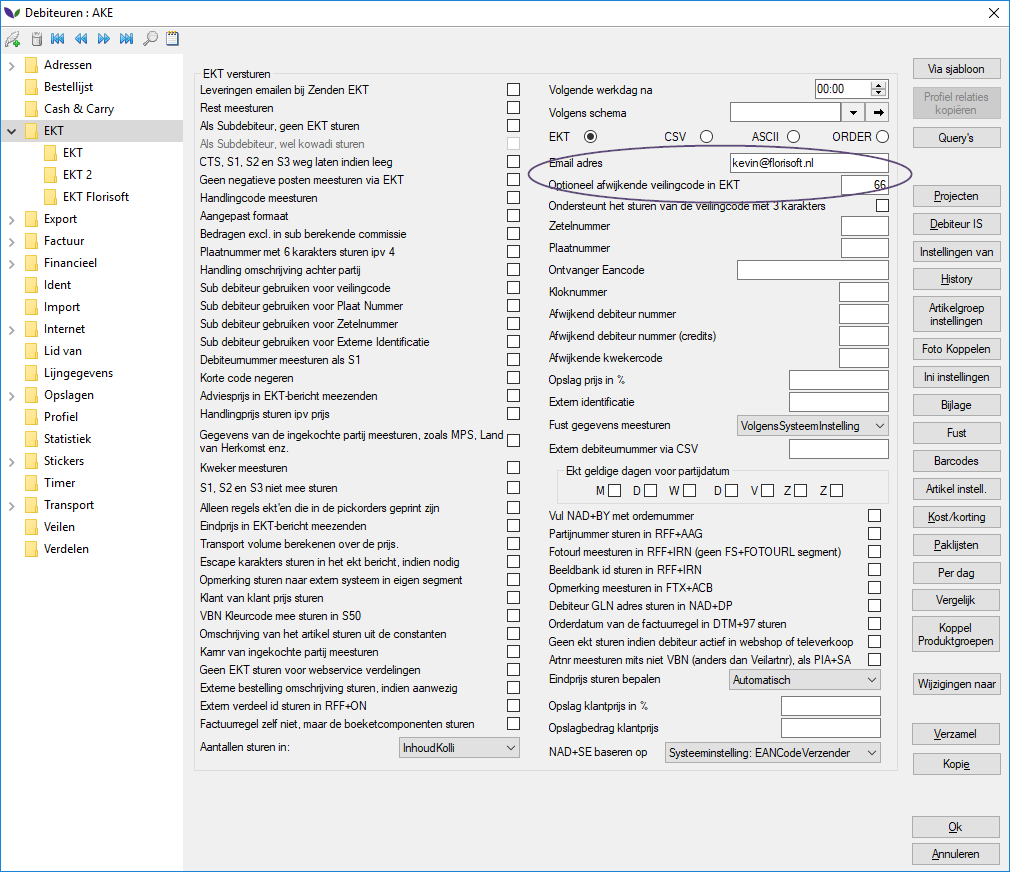 Debiteuren : AKE
Adressen
Bestellijst
Cash & Carry
EKT
EKT
EKT 2
EKT Florisoft
Export
Factuur
Financieel
Ident
Import
Internet
Lid van
Lijngegevens
Opslagen
Profiel
Statistiek
Stickers
Timer
Transport
Veilen
Verdelen
EKT versturen
Leveringen emailen bij Zenden EKT
Rest meesturen
Als Subdebiteur, geen EKT sturen
Als Subdebiteur, wel kowadi sturen
CTS, S1, S2 en S3 weg laten indien leeg
Geen negatieve posten meesturen via EKT
Handlingcode meesturen
Aangepast formaat
Bedragen excl. in sub berekende commissie
Plaatnummer met 6 karakters sturen ipv 4
Handling omschrijving achter partij
Sub debiteur gebruiken voor veilingcode
Sub debiteur gebruiken voor Plaat Nummer
Sub debiteur gebruiken voor Zetelnummer
Sub debiteur gebruiken voor Externe Identificatie
Debiteurnummer meesturen als S1
Korte code negeren
Adviesprijs in EKT-bericht meezenden
Handlingprijs sturen ipv prijs
Gegevens van de ingekochte partij meesturen, zoals MPS, Land
van Herkomst enz.
Kweker meesturen
S1, S2 en S3 niet mee sturen
Alleen regels ekt'en die in de pickorders geprint zijn
Eindprijs in EKT-bericht meezenden
Transport volume berekenen over de prijs.
Escape karakters sturen in het ekt bericht, indien nodig
Opmerking sturen naar extern systeem in eigen segment
Klant van klant prijs sturen
VBN Kleurcode mee sturen in S50
Omschrijving van het artikel sturen uit de constanten
Karnr van ingekochte partij meesturen
Geen EKT sturen voor webservice verdelingen
Externe bestelling omschrijving sturen, indien aanwezig
Extern verdeel id sturen in RFF+ON
Factuurregel zelf niet, maar de boeketcomponenten sturen
Aantallen sturen in: InhoudKolli
Volgende werkdag na 00:00
Volgens schema
EKT CSV ASCII ORDER
Email adres kevin@florisoft.nl
Optioneel afwijkende veilingcode in EKT 66
Ondersteunt het sturen van de veilingcode met 3 karakters
Zetelnummer
Plaatnummer
Ontvanger Eancode
Kloknummer
Afwijkend debiteur nummer
Afwijkend debiteur nummer (credits)
Afwijkende kwekercode
Opslag prijs in %
Extern identificatie
Fust gegevens meesturen VolgensSysteemInstelling
Extern debiteurnummer via CSV
Ekt geldige dagen voor partijdatum
M D W D V Z Z
Vul NAD+BY met ordernummer
Partijnummer sturen in RFF+AAG
Fotourl meesturen in RFF+IRN (geen FS+FOTOURL segment)
Beeldbank id sturen in RFF+IRN
Opmerking meesturen in FTX+ACB
Debiteur GLN adres sturen in NAD+DP
Orderdatum van de factuurregel in DTM+97 sturen
Geen ekt sturen indien debiteur actief in webshop of televerkoop
Artnr meesturen mits niet VBN (anders dan Veilartnr), als PIA+SA
Eindprijs sturen bepalen Automatisch
Opslag klantprijs in %
Opslagbedrag klantprijs
NAD+SE baseren op Systeeminstelling: EANCodeVerzender
Via sjabloon
Profiel relaties
kopiëren
Query's
Projecten
Debiteur IS
Instellingen van
History
Artikelgroep
instellingen
Foto Koppelen
Ini instellingen
Bijlage
Fust
Barcodes
Artikel instell.
Kost/korting
Paklijsten
Per dag
Vergelijk
Koppel
Produktgroepen
Wijzigingen naar
Verzamel
Kopie
Ok
Annuleren